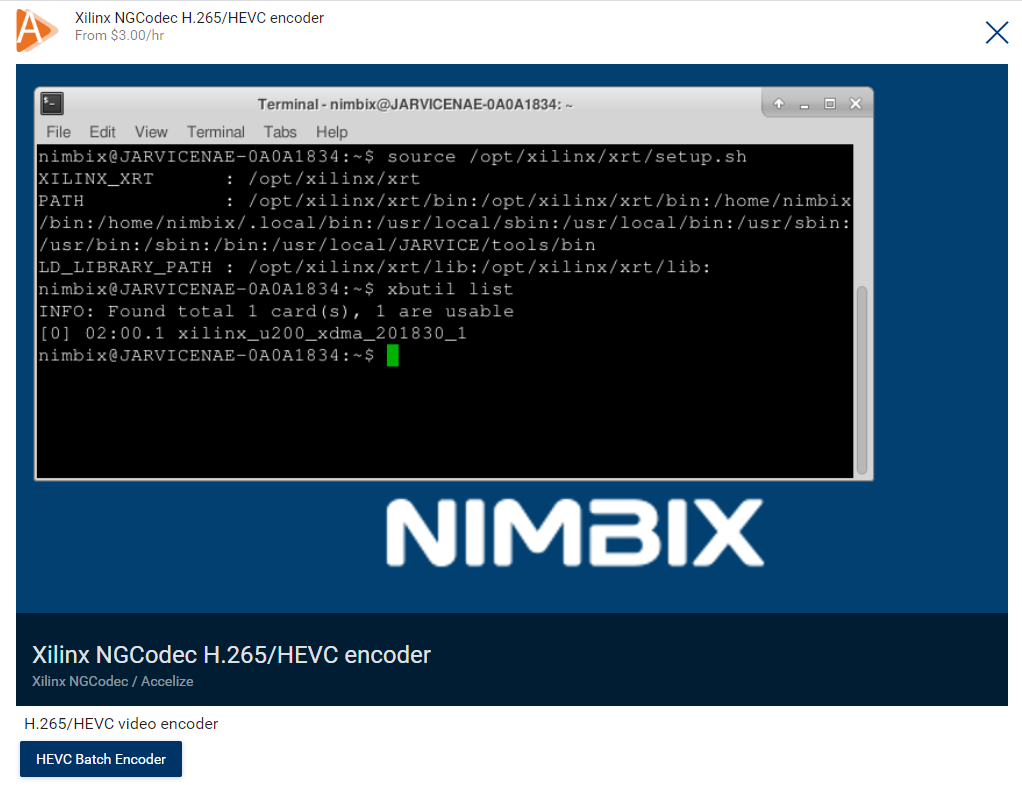 Xilinx NGCodec H.265/HEVC encoder
From $3.00/hr
Terminal - nimbix@JARVICENAE-0A0A1834: ~
File Edit View Terminal Tabs Help
nimbix@JARVICENAE-0A0A1834:~$ source /opt/xilinx/xrt/setup.sh
XILINX_XRT : /opt/xilinx/xrt
PATH : /opt/xilinx/xrt/bin:/opt/xilinx/xrt/bin:/home/nimbix
/bin:/home/nimbix/.local/bin:/usr/local/sbin:/usr/local/bin:/usr/sbin:
/usr/bin:/sbin:/bin:/usr/local/JARVICE/tools/bin
LD_LIBRARY_PATH : /opt/xilinx/xrt/lib:/opt/xilinx/xrt/lib:
nimbix@JARVICENAE-0A0A1834:~$ xbutil list
INFO: Found total 1 card(s), 1 are usable
[0] 02:00.1 xilinx_u200_xdma_201830_1
nimbix@JARVICENAE-0A0A1834:~$
NIMBIX
Xilinx NGCodec H.265/HEVC encoder
Xilinx NGCodec / Accelize
H.265/HEVC video encoder
HEVC Batch Encoder